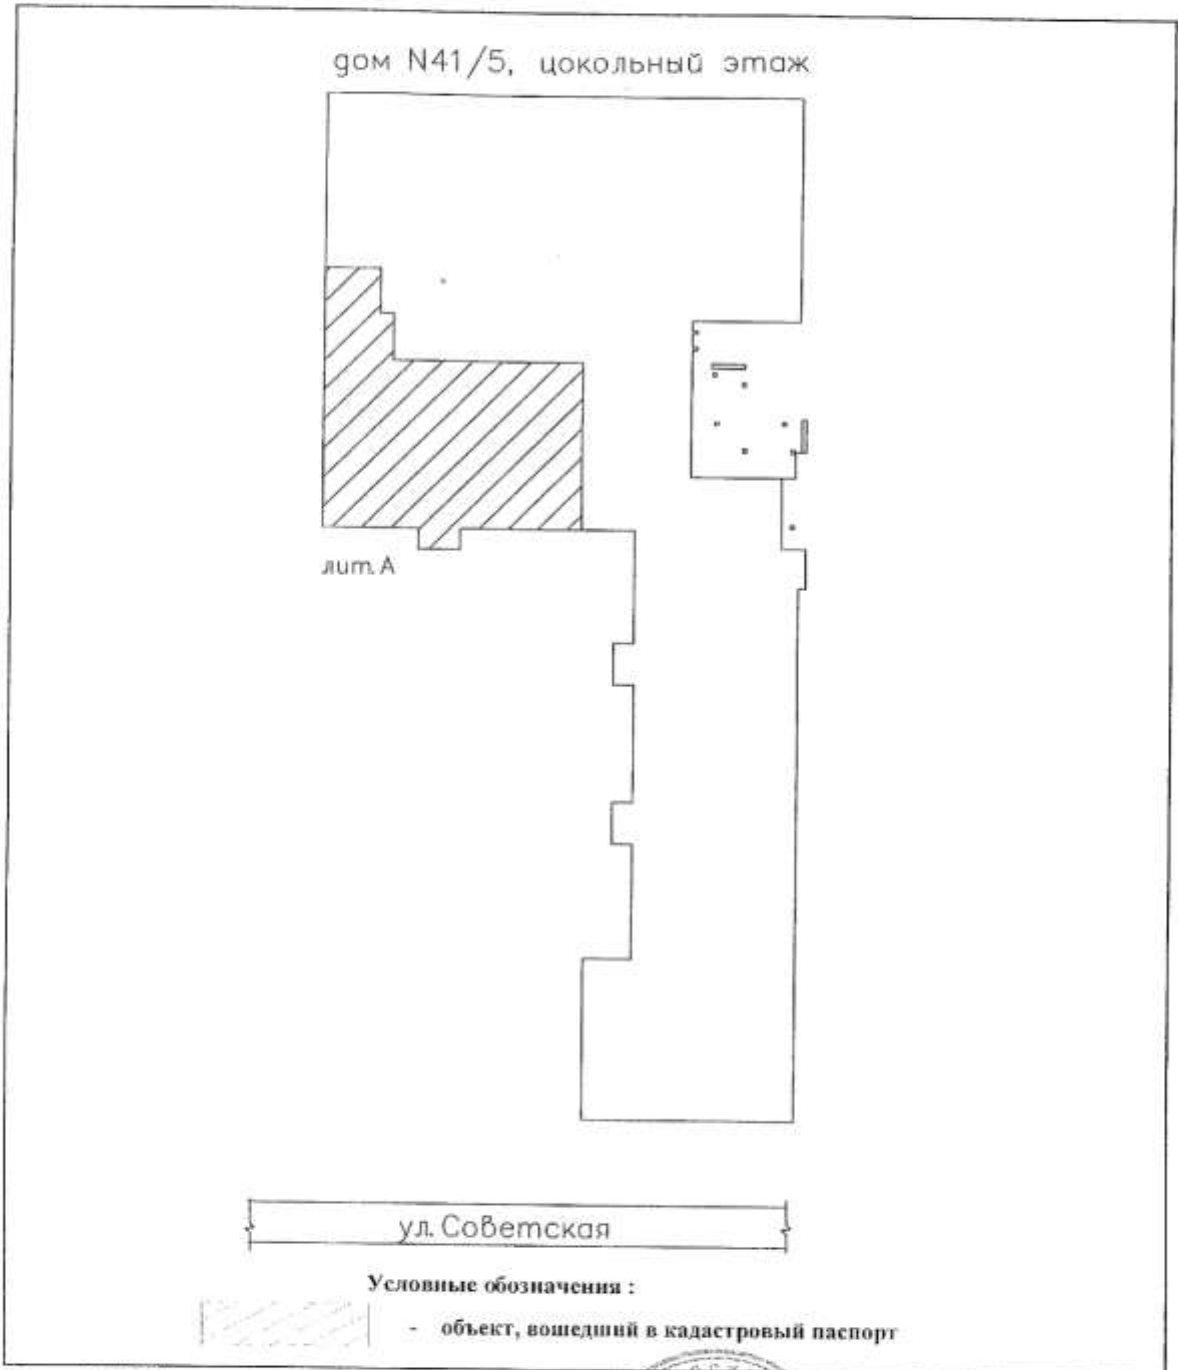 дом N41/5, цокольный этаж
лит. А
ул. Советская
Условные обозначения :
- объект, вошедший в кадастровый паспорт